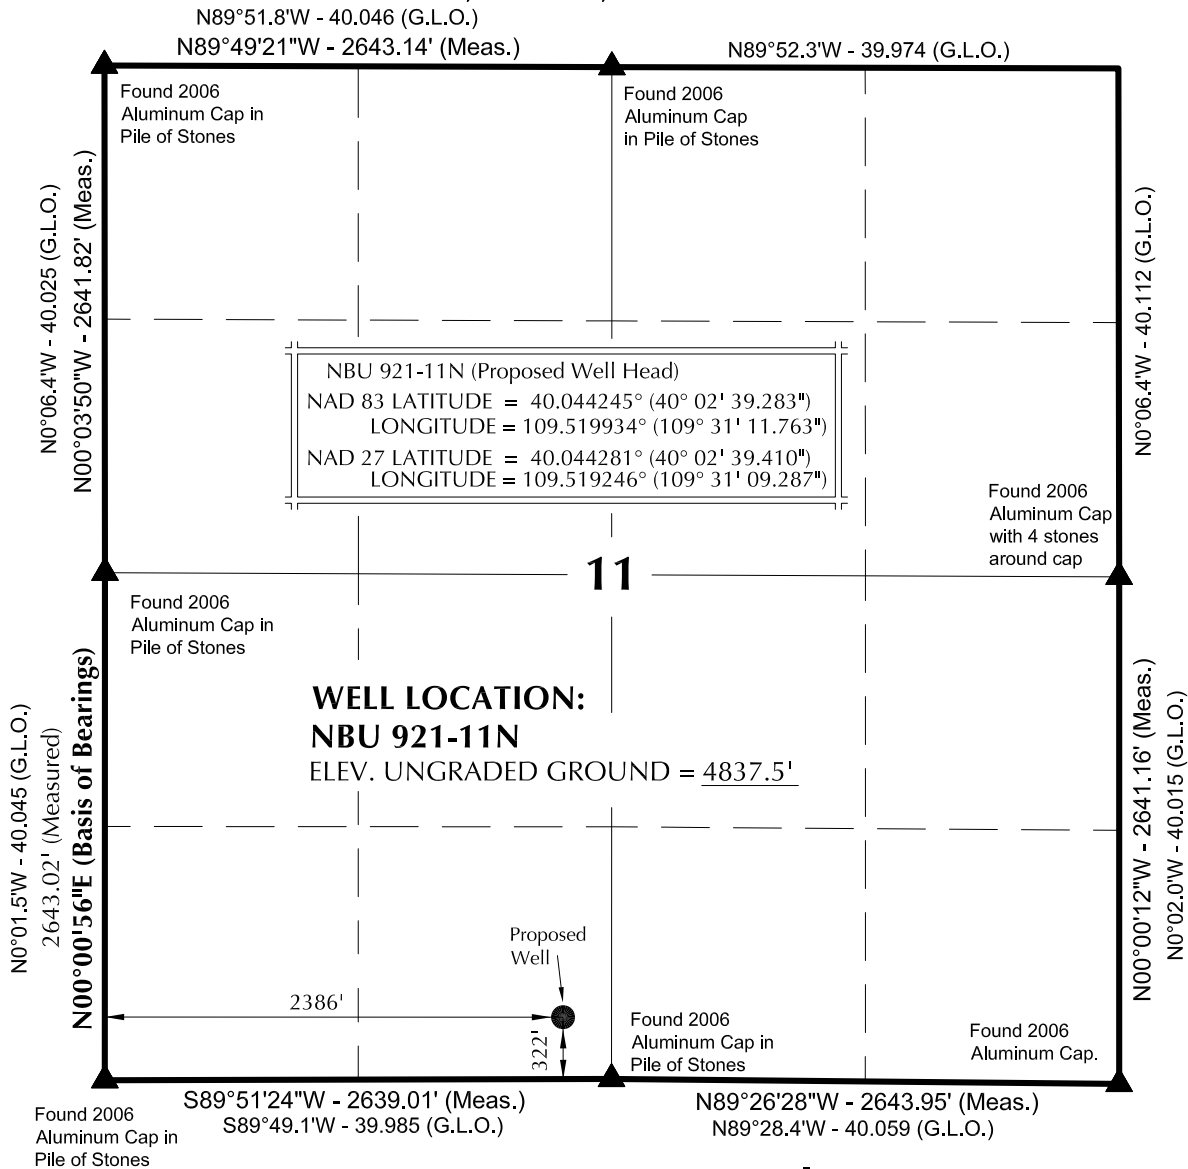 N89°51.8'W - 40.046 (G.L.O.)
N89°49'21"W - 2643.14' (Meas.)
N89°52.3'W - 39.974 (G.L.O.)
Found 2006
Aluminum Cap in
Pile of Stones
Found 2006
Aluminum Cap
in Pile of Stones
N0°06.4'W - 40.025 (G.L.O.)
N00°03'50"W - 2641.82' (Meas.)
N0°06.4'W - 40.112 (G.L.O.)
NBU 921-11N (Proposed Well Head)
NAD 83 LATITUDE = 40.044245° (40° 02' 39.283")
LONGITUDE = 109.519934° (109° 31' 11.763")
NAD 27 LATITUDE = 40.044281° (40° 02' 39.410")
LONGITUDE = 109.519246° (109° 31' 09.287")
Found 2006
Aluminum Cap
with 4 stones
around cap
11
Found 2006
Aluminum Cap in
Pile of Stones
WELL LOCATION:
NBU 921-11N
ELEV. UNGRADED GROUND = 4837.5'
N0°01.5'W - 40.045 (G.L.O.)
2643.02' (Measured)
N00°00'56"E (Basis of Bearings)
N00°00'12"W - 2641.16' (Meas.)
N0°02.0'W - 40.015 (G.L.O.)
Proposed
Well
2386'
322'
Found 2006
Aluminum Cap in
Pile of Stones
Found 2006
Aluminum Cap.
S89°51'24"W - 2639.01' (Meas.)
S89°49.1'W - 39.985 (G.L.O.)
N89°26'28"W - 2643.95' (Meas.)
N89°28.4'W - 40.059 (G.L.O.)
Found 2006
Aluminum Cap in
Pile of Stones